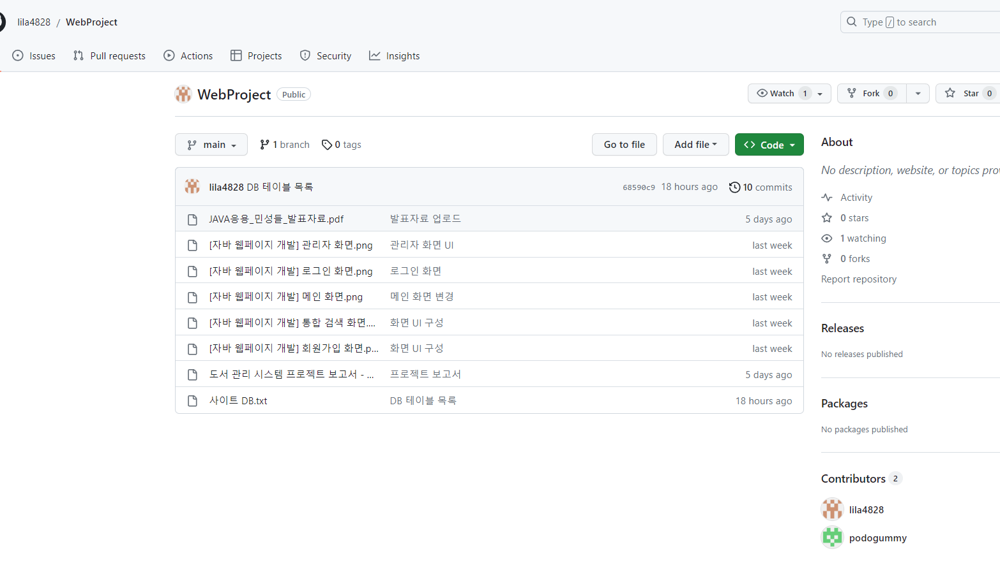 lila4828 / WebProject
Type / to search
Issues Pull requests Actions Projects Security Insights
WebProject Public
Watch 1 Fork 0 Star 0
main 1 branch 0 tags
Go to file Add file Code
lila4828 DB 테이블 목록 68590c9 18 hours ago 10 commits
JAVA응용_민성들_발표자료.pdf 발표자료 업로드 5 days ago
[자바 웹페이지 개발] 관리자 화면.png 관리자 화면 UI last week
[자바 웹페이지 개발] 로그인 화면.png 로그인 화면 last week
[자바 웹페이지 개발] 메인 화면.png 메인 화면 변경 last week
[자바 웹페이지 개발] 통합 검색 화면.... 화면 UI 구성 last week
[자바 웹페이지 개발] 회원가입 화면.p... 화면 UI 구성 last week
도서 관리 시스템 프로젝트 보고서 - ... 프로젝트 보고서 5 days ago
사이트 DB.txt DB 테이블 목록 18 hours ago
About
No description, website, or topics pro
Activity
0 stars
1 watching
0 forks
Report repository
Releases
No releases published
Packages
No packages published
Contributors 2
lila4828
podogummy